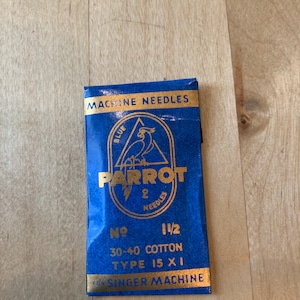 MACHINE NEEDLES
BLUE
PARROT
2
NEEDLES
Nº 1½
30-40 COTTON
TYPE 15 X 1
SINGER MACHINE